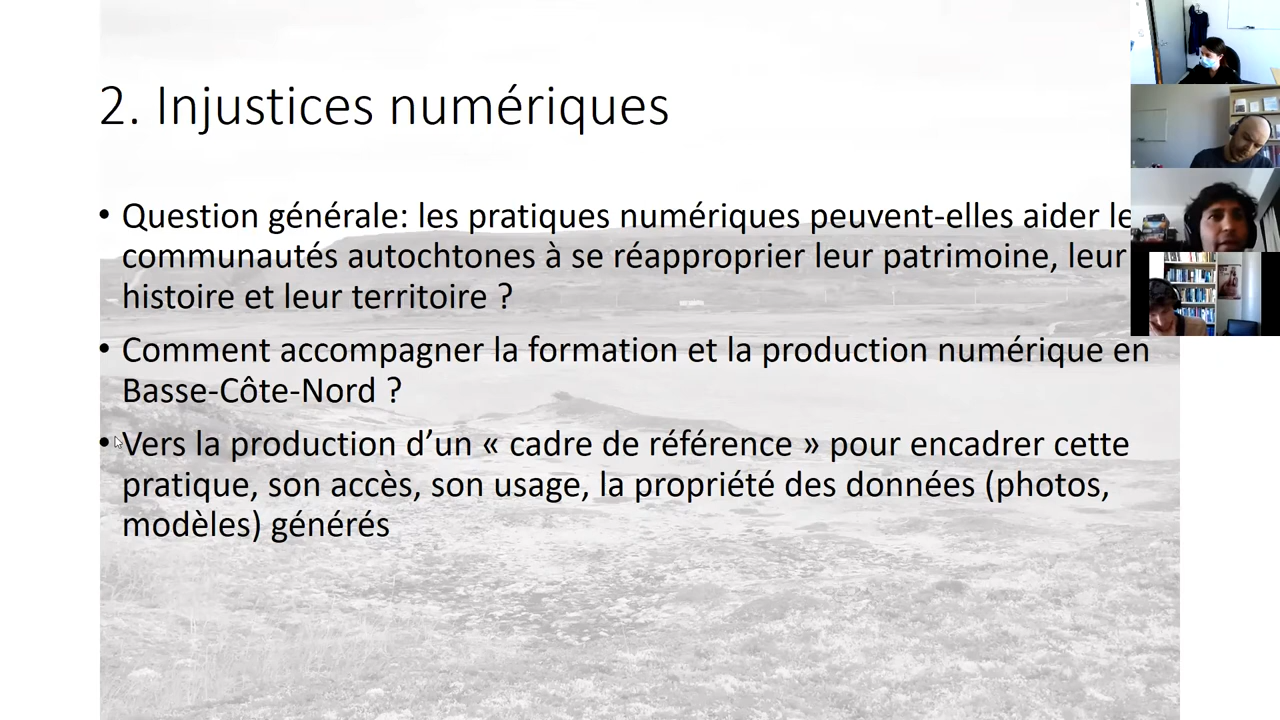 2. Injustices numériques
• Question générale: les pratiques numériques peuvent-elles aider le
communautés autochtones à se réapproprier leur patrimoine, leur
histoire et leur territoire ?
• Comment accompagner la formation et la production numérique en
Basse-Côte-Nord ?
• Vers la production d’un « cadre de référence » pour encadrer cette
pratique, son accès, son usage, la propriété des données (photos,
modèles) générés